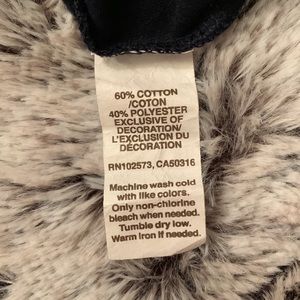 60% COTTON
/COTON
40% POLYESTER
EXCLUSIVE OF
DECORATION/
L'EXLUSION DU
DÉCORATION
RN102573, CA50316
Machine wash cold
with like colors.
Only non-chlorine
bleach when needed.
Tumble dry low.
Warm iron if needed.